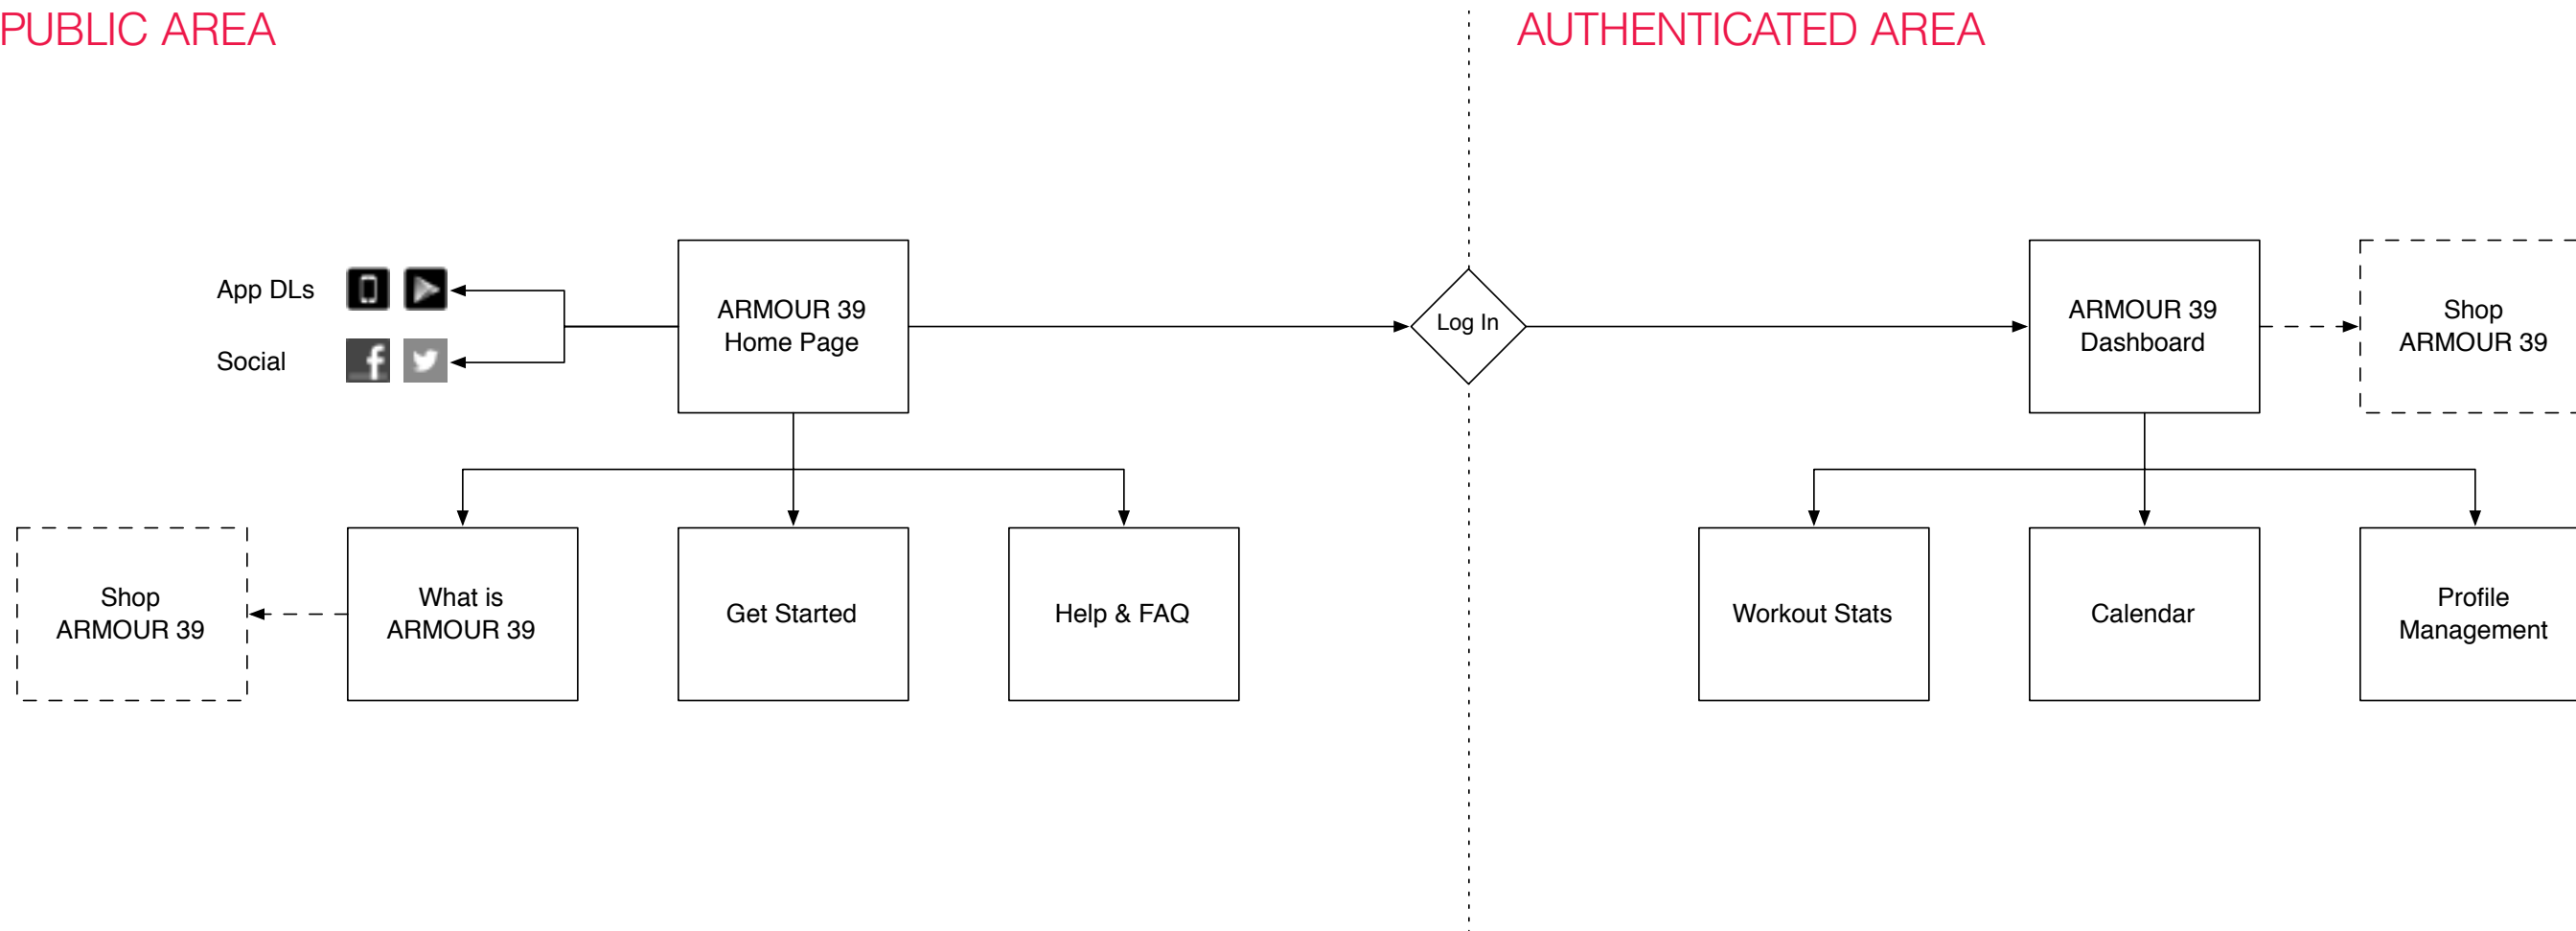 PUBLIC AREA
AUTHENTICATED AREA
App DLs
Social
ARMOUR 39
Home Page
Log In
ARMOUR 39
Dashboard
Shop
ARMOUR 39
Shop
ARMOUR 39
What is
ARMOUR 39
Get Started
Help & FAQ
Workout Stats
Calendar
Profile
Management